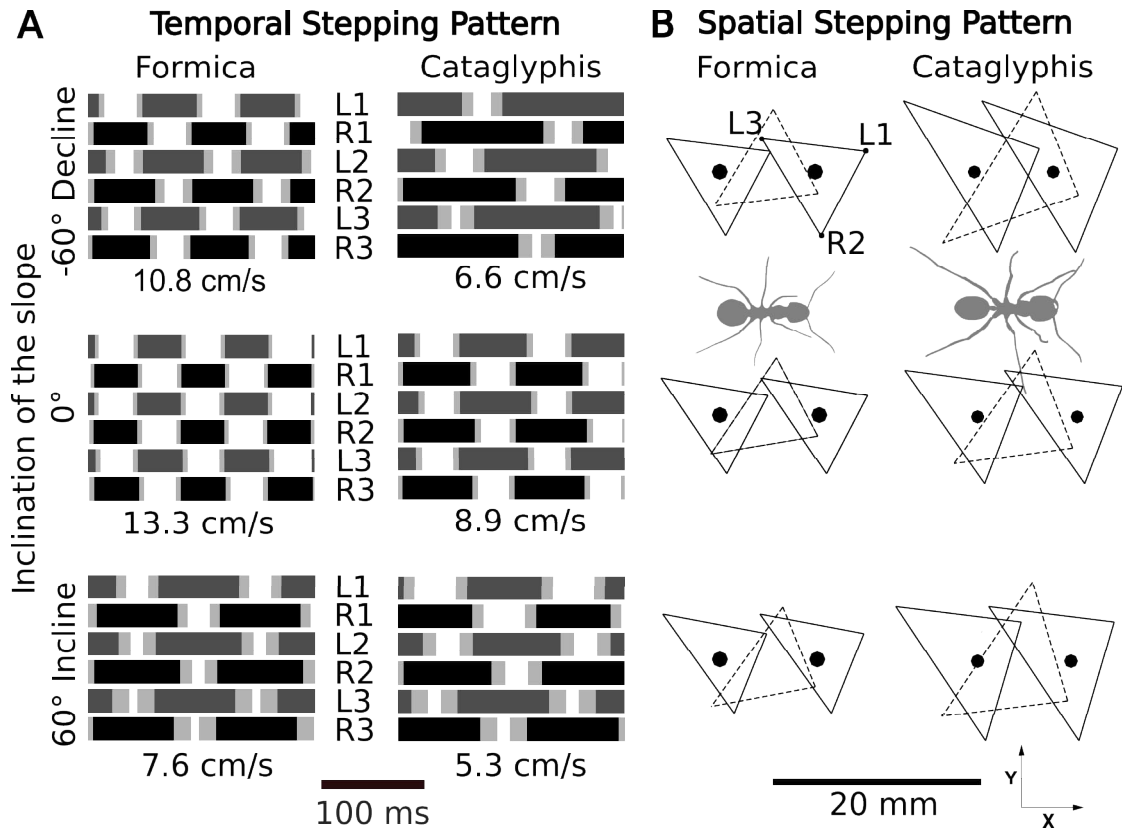 A Temporal Stepping Pattern
Formica Cataglyphis
Inclination of the slope
-60° Decline
L1
R1
L2
R2
L3
R3
10.8 cm/s 6.6 cm/s
0°
L1
R1
L2
R2
L3
R3
13.3 cm/s 8.9 cm/s
60° Incline
L1
R1
L2
R2
L3
R3
7.6 cm/s 5.3 cm/s
100 ms
B Spatial Stepping Pattern
Formica Cataglyphis
L3 L1
R2
20 mm
Y
X